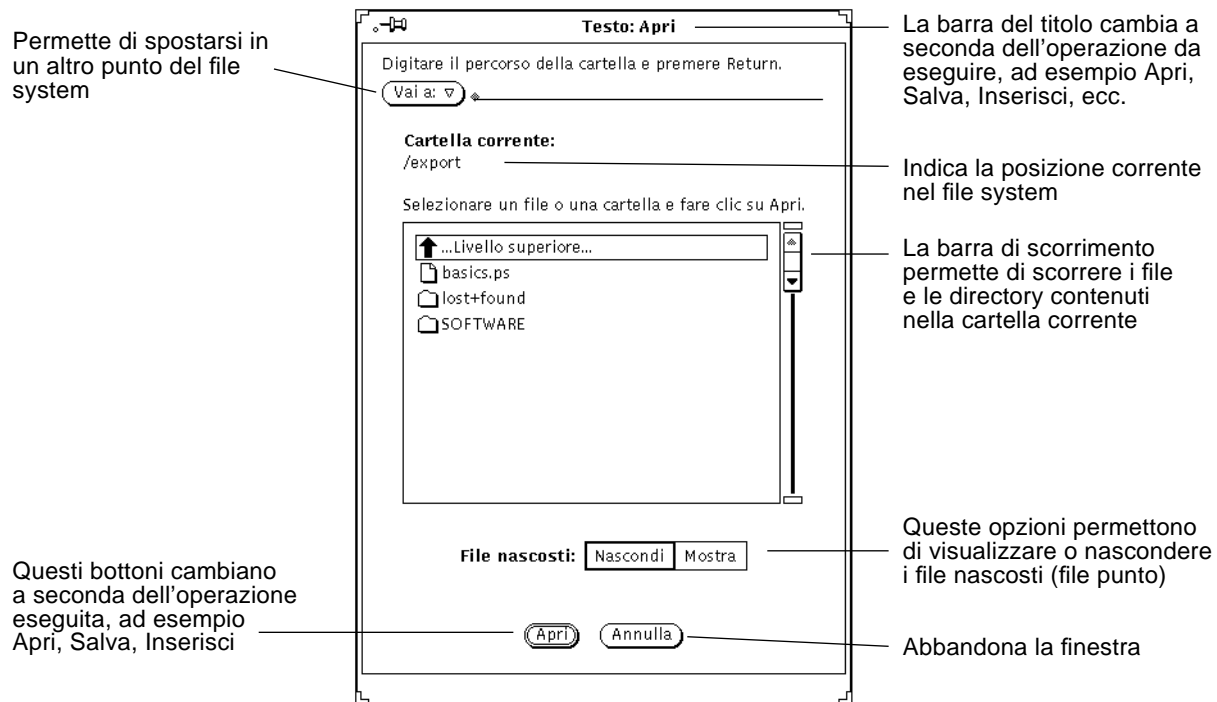 Permette di spostarsi in
un altro punto del file
system
Testo: Apri
La barra del titolo cambia a
seconda dell'operazione da
eseguire, ad esempio Apri,
Salva, Inserisci, ecc.
Digitare il percorso della cartella e premere Return.
Vai a:
Cartella corrente:
/export
Indica la posizione corrente
nel file system
Selezionare un file o una cartella e fare clic su Apri.
...Livello superiore...
basics.ps
lost+found
SOFTWARE
La barra di scorrimento
permette di scorrere i file
e le directory contenuti
nella cartella corrente
File nascosti: Nascondi Mostra
Queste opzioni permettono
di visualizzare o nascondere
i file nascosti (file punto)
Questi bottoni cambiano
a seconda dell'operazione
eseguita, ad esempio
Apri, Salva, Inserisci
Apri Annulla
Abbandona la finestra